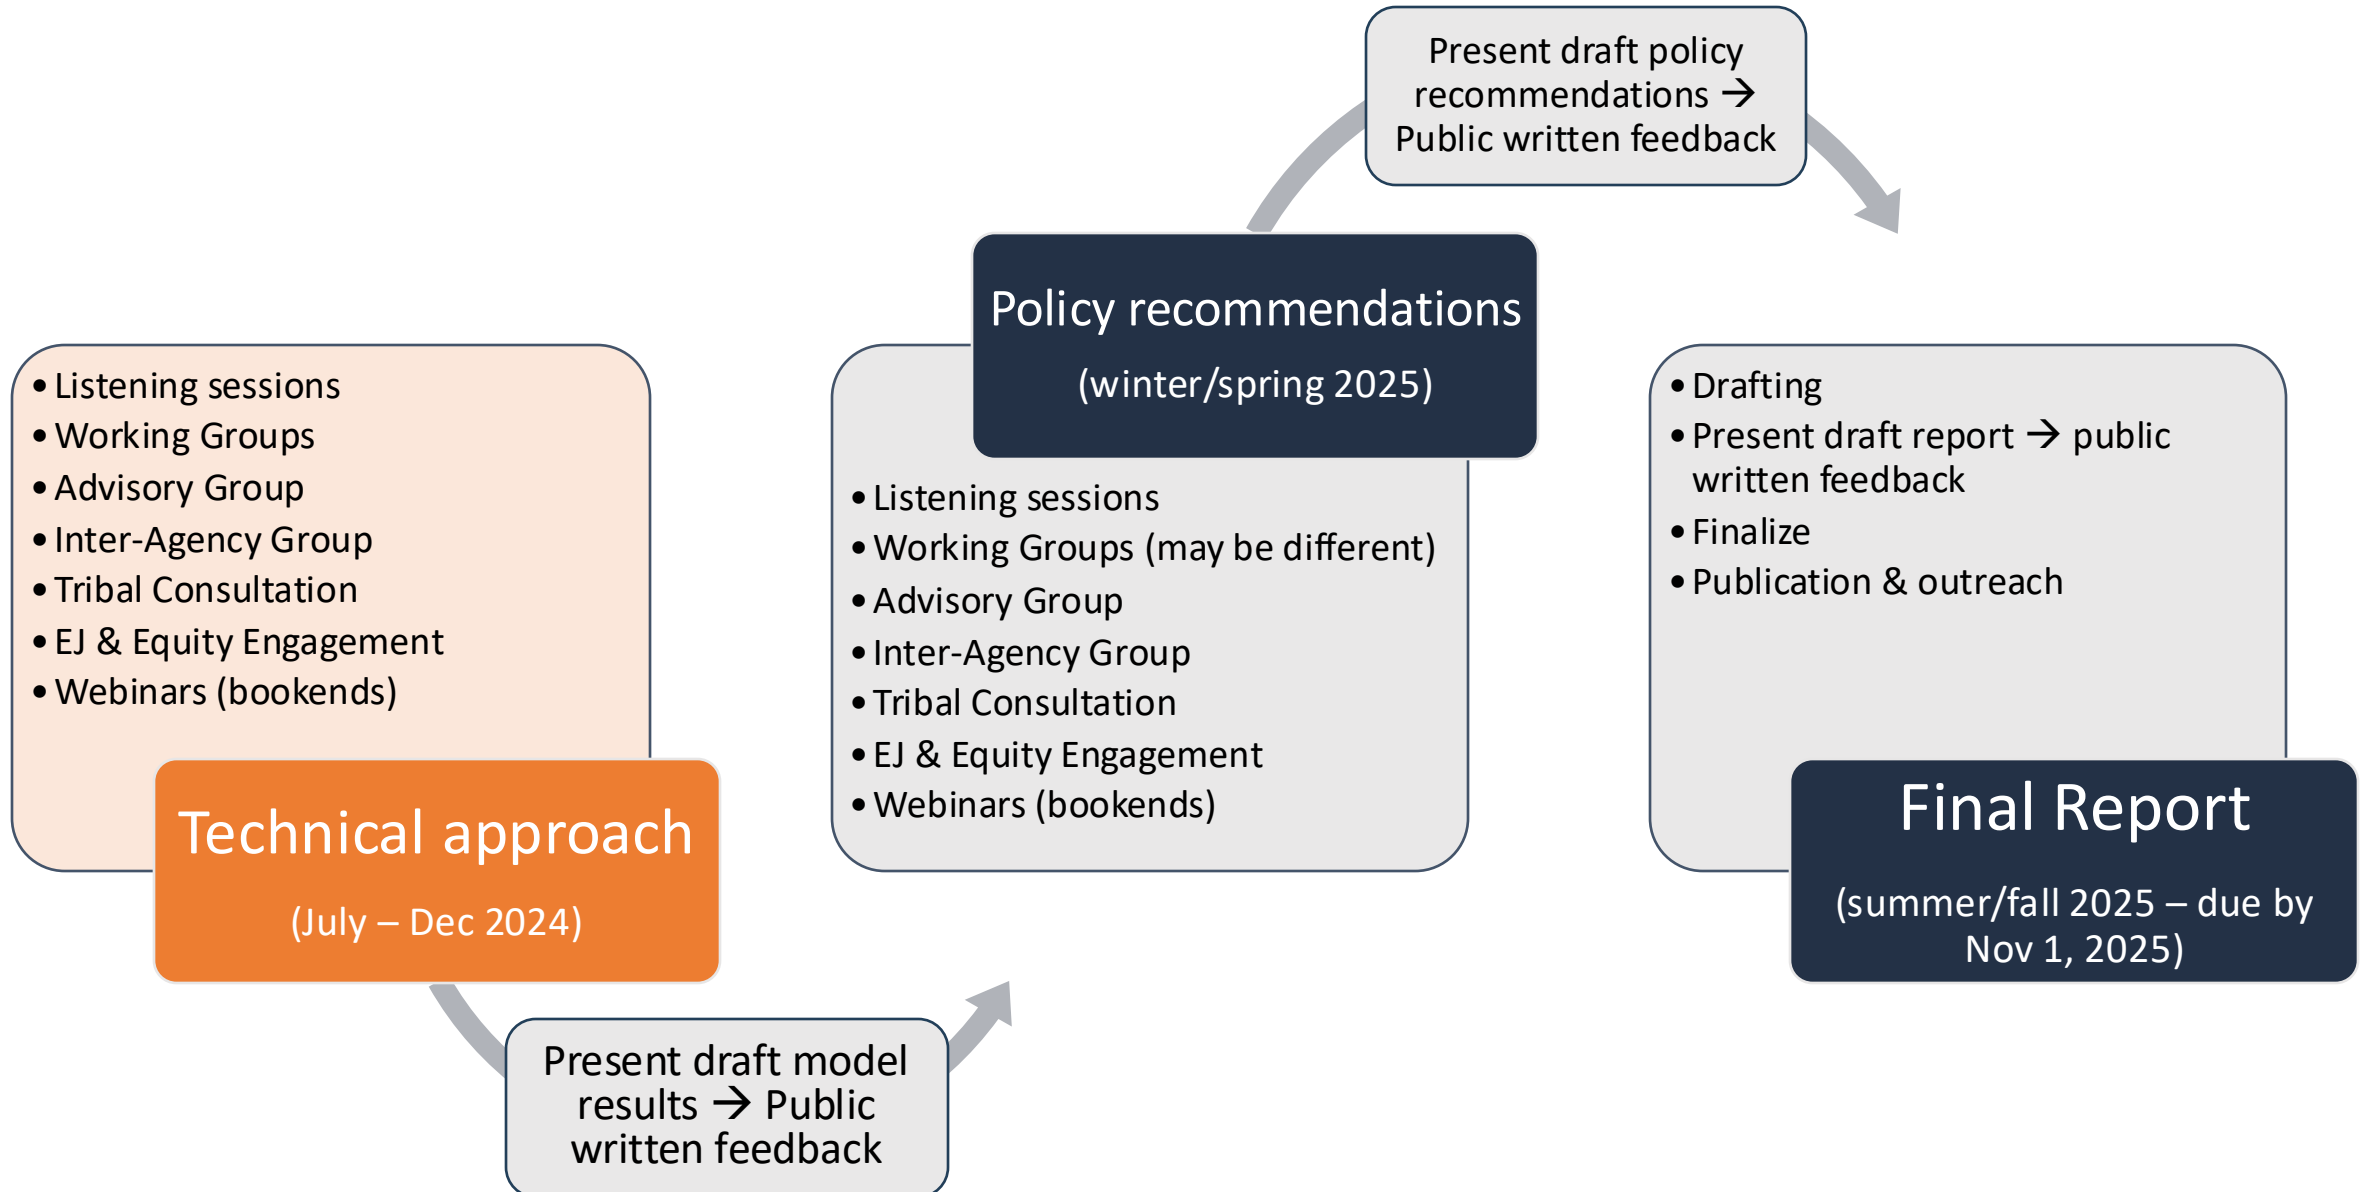 • Listening sessions
• Working Groups
• Advisory Group
• Inter-Agency Group
• Tribal Consultation
• EJ & Equity Engagement
• Webinars (bookends)
Technical approach
(July – Dec 2024)
Present draft model
results → Public
written feedback
Policy recommendations
(winter/spring 2025)
• Listening sessions
• Working Groups (may be different)
• Advisory Group
• Inter-Agency Group
• Tribal Consultation
• EJ & Equity Engagement
• Webinars (bookends)
Present draft policy
recommendations →
Public written feedback
• Drafting
• Present draft report → public
written feedback
• Finalize
• Publication & outreach
Final Report
(summer/fall 2025 – due by
Nov 1, 2025)